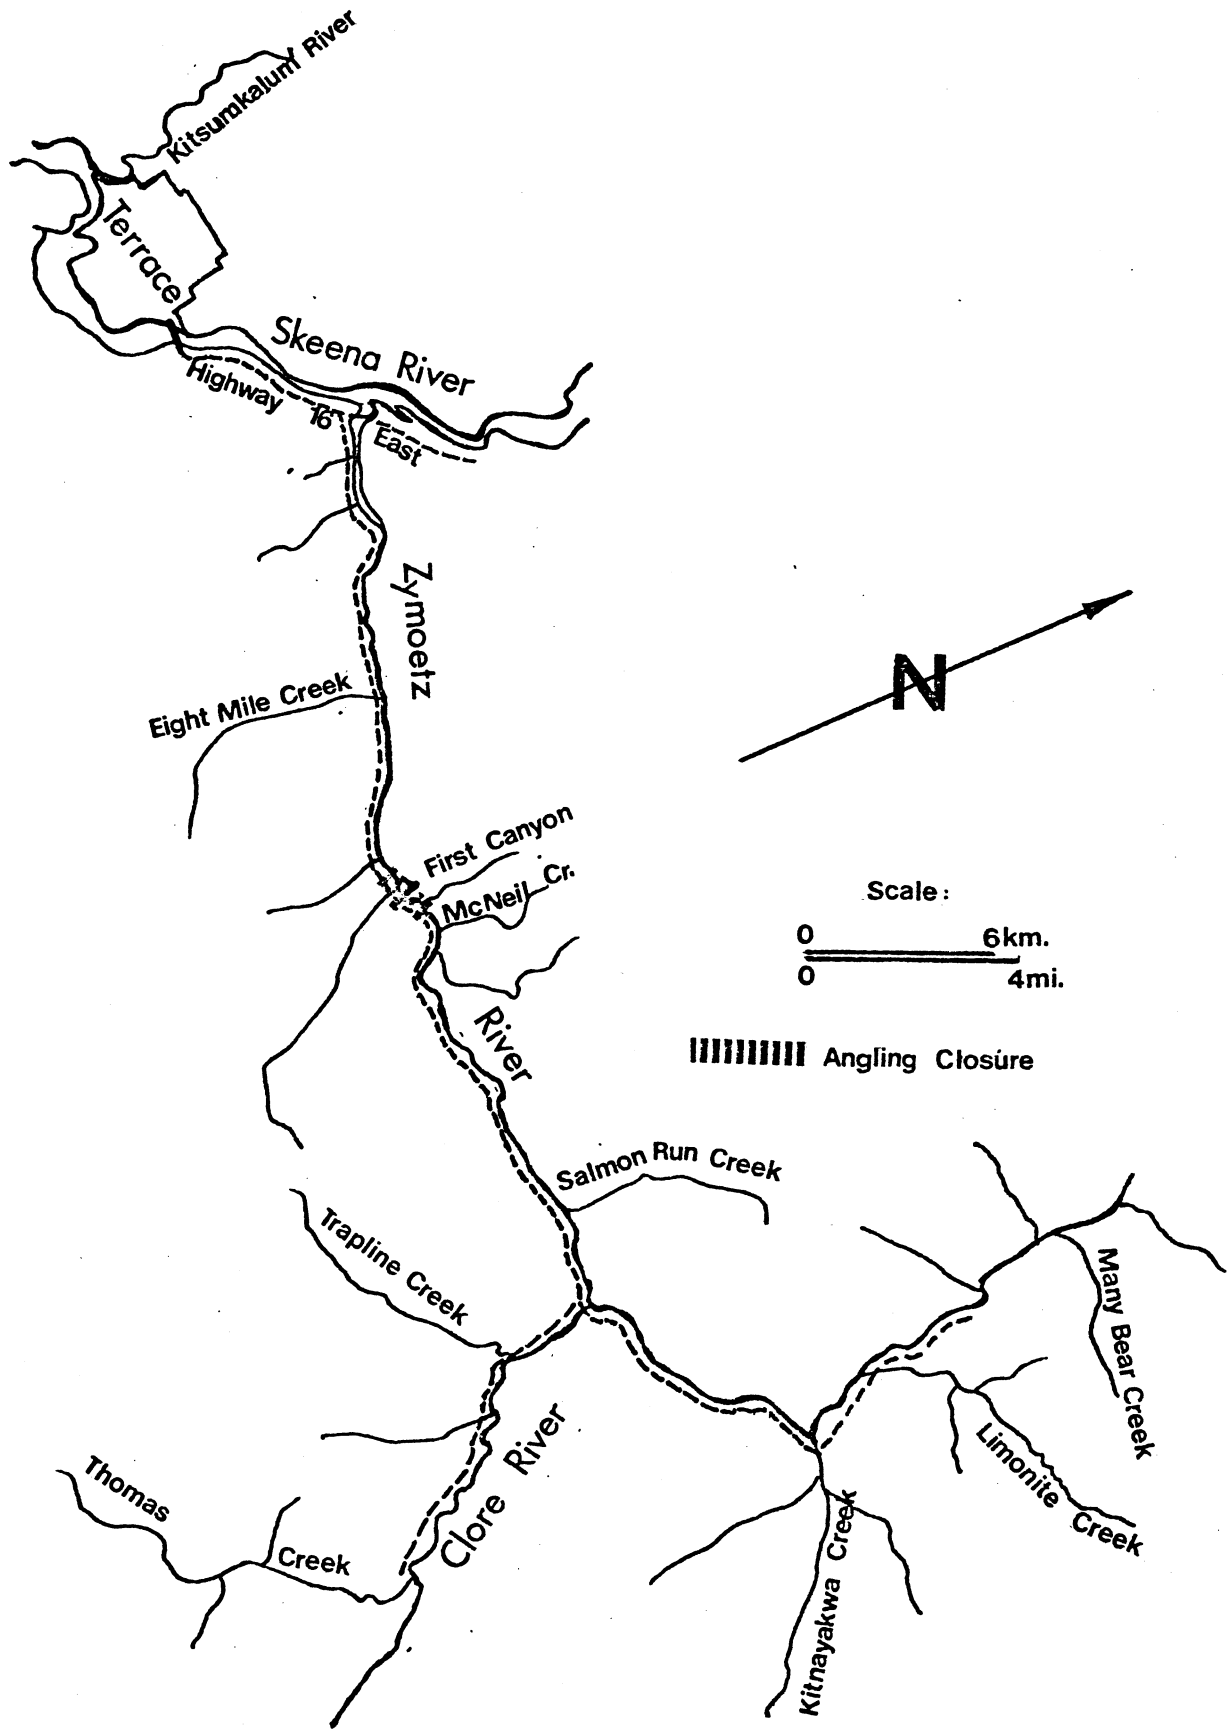 Kitsumkalum River
Terrace
Skeena River
Highway
16
East
Zymoetz
Eight Mile Creek
N
First Canyon
McNeil Cr.
Scale:
0 6km.
0 4mi.
River
Angling Closure
Salmon Run Creek
Trapline Creek
Many Bear Creek
Limonite Creek
Clore River
Thomas
Creek
Kitnayakwa Creek